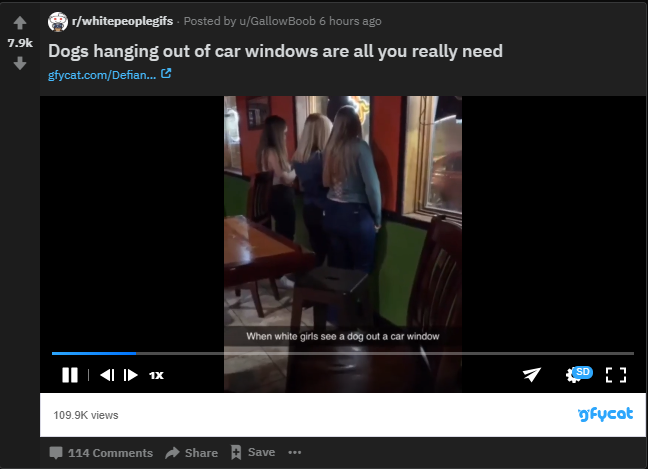 r/whitepeoplegifs · Posted by u/GallowBoob 6 hours ago
7.9k
Dogs hanging out of car windows are all you really need
gfycat.com/Defian...
When white girls see a dog out a car window
1X
SD
109.9K views
gfycat
114 Comments Share Save